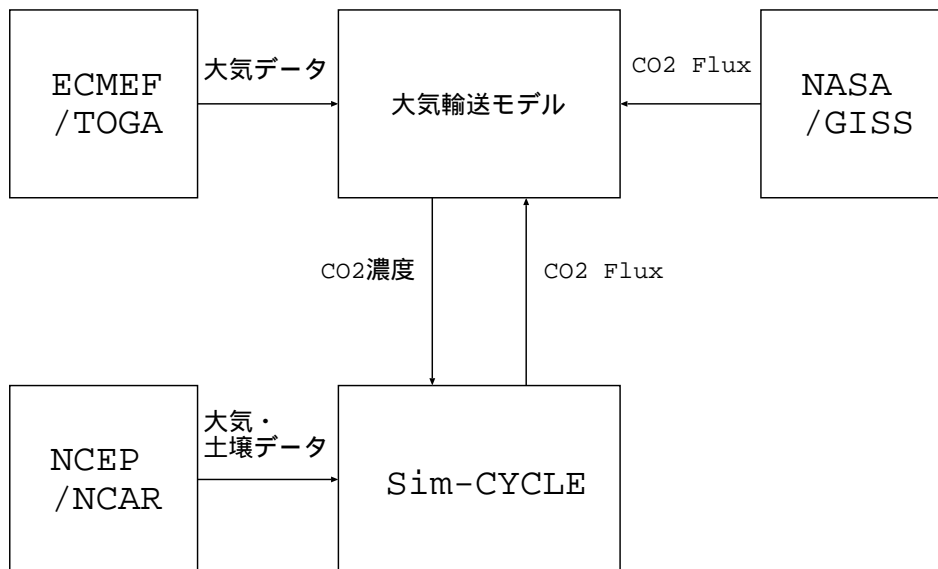 ECMEF
/TOGA
大気データ
大気輸送モデル
CO2 Flux
NASA
/GISS
CO2濃度
CO2 Flux
NCEP
/NCAR
大気・
土壌データ
Sim-CYCLE